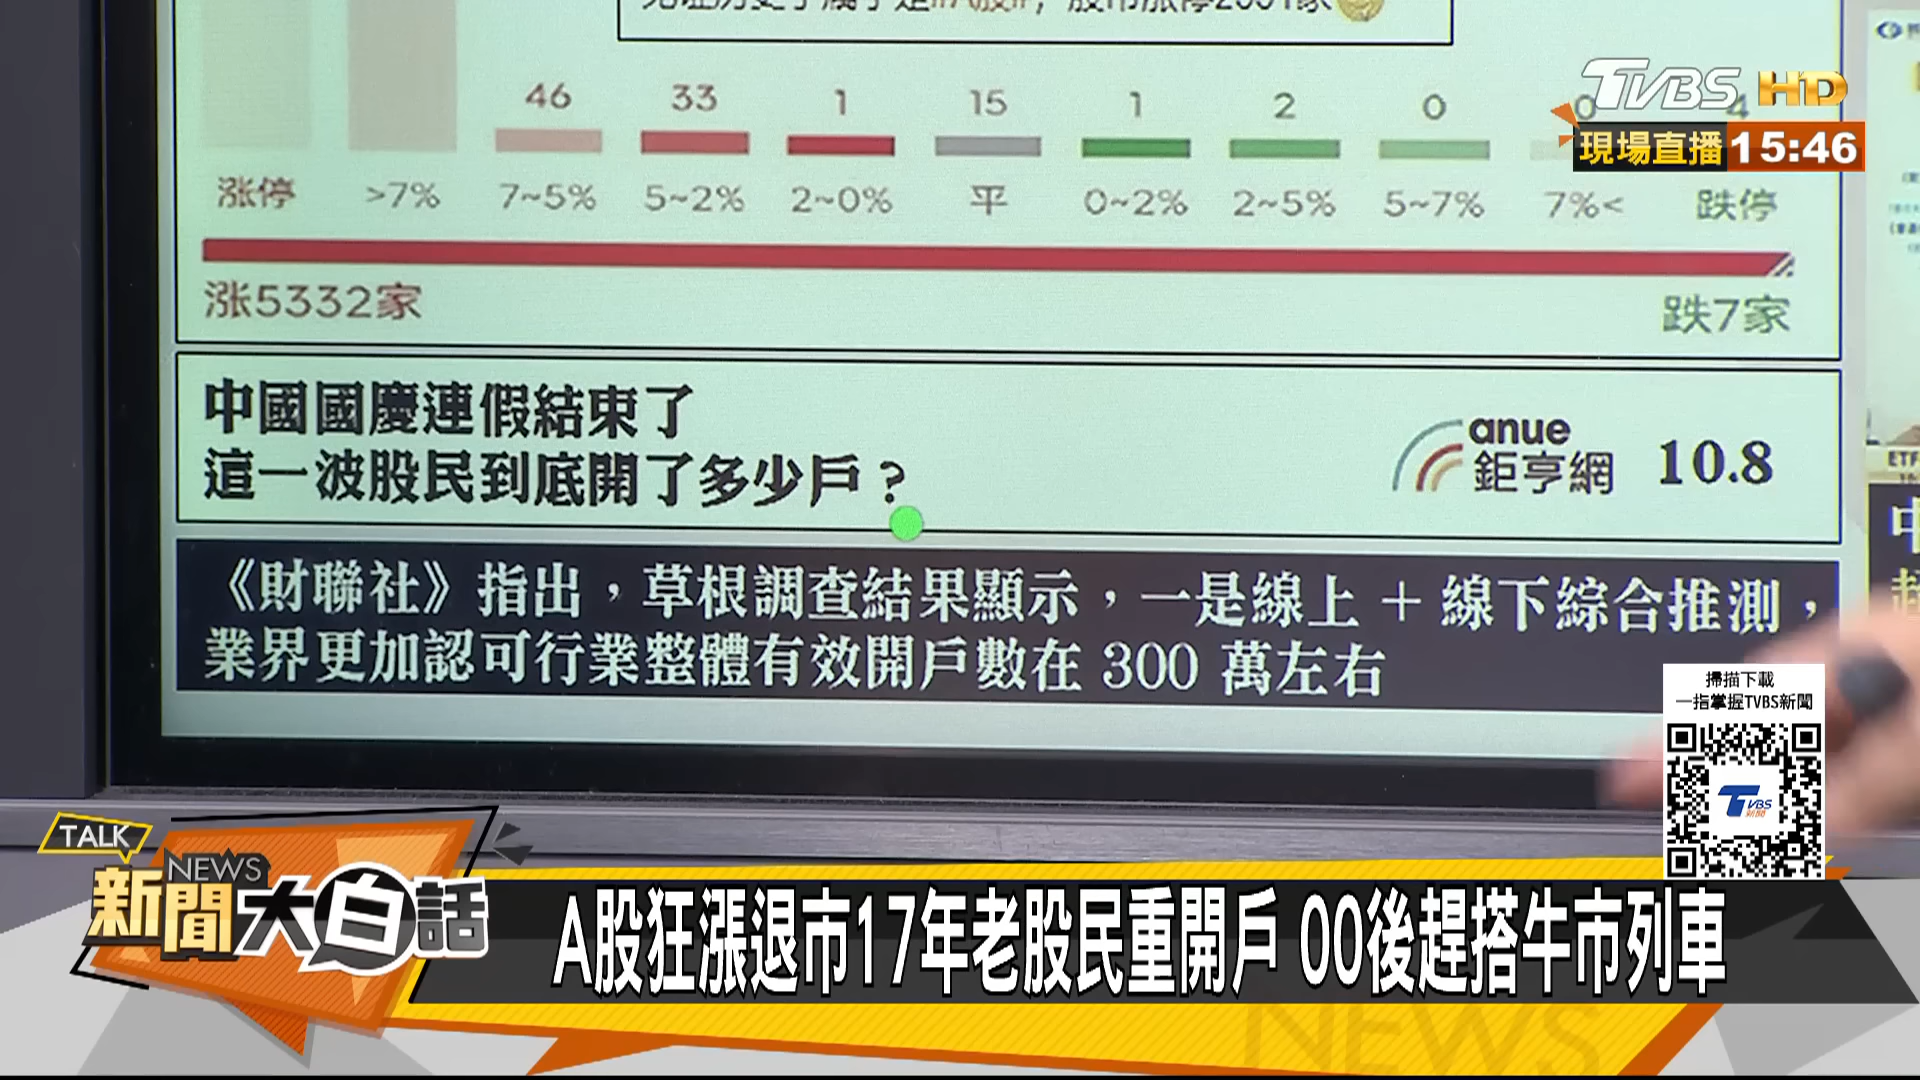 46 33 1 15 1 2 0 0 4
涨停 >7% 7~5% 5~2% 2~0% 平 0~2% 2~5% 5~7% 7%< 跌停
涨5332家 跌7家
TVBS HD
現場直播 15:46
中國國慶連假結束了
這一波股民到底開了多少戶？
anue
鉅亨網 10.8
《財聯社》指出，草根調查結果顯示，一是線上 + 線下綜合推測，
業界更加認可行業整體有效開戶數在 300 萬左右
ETF
掃描下載
一指掌握TVBS新聞
TVBS
新聞
TALK
NEWS
新聞大白話
A股狂漲退市17年老股民重開戶 00後趕搭牛市列車
NEWS